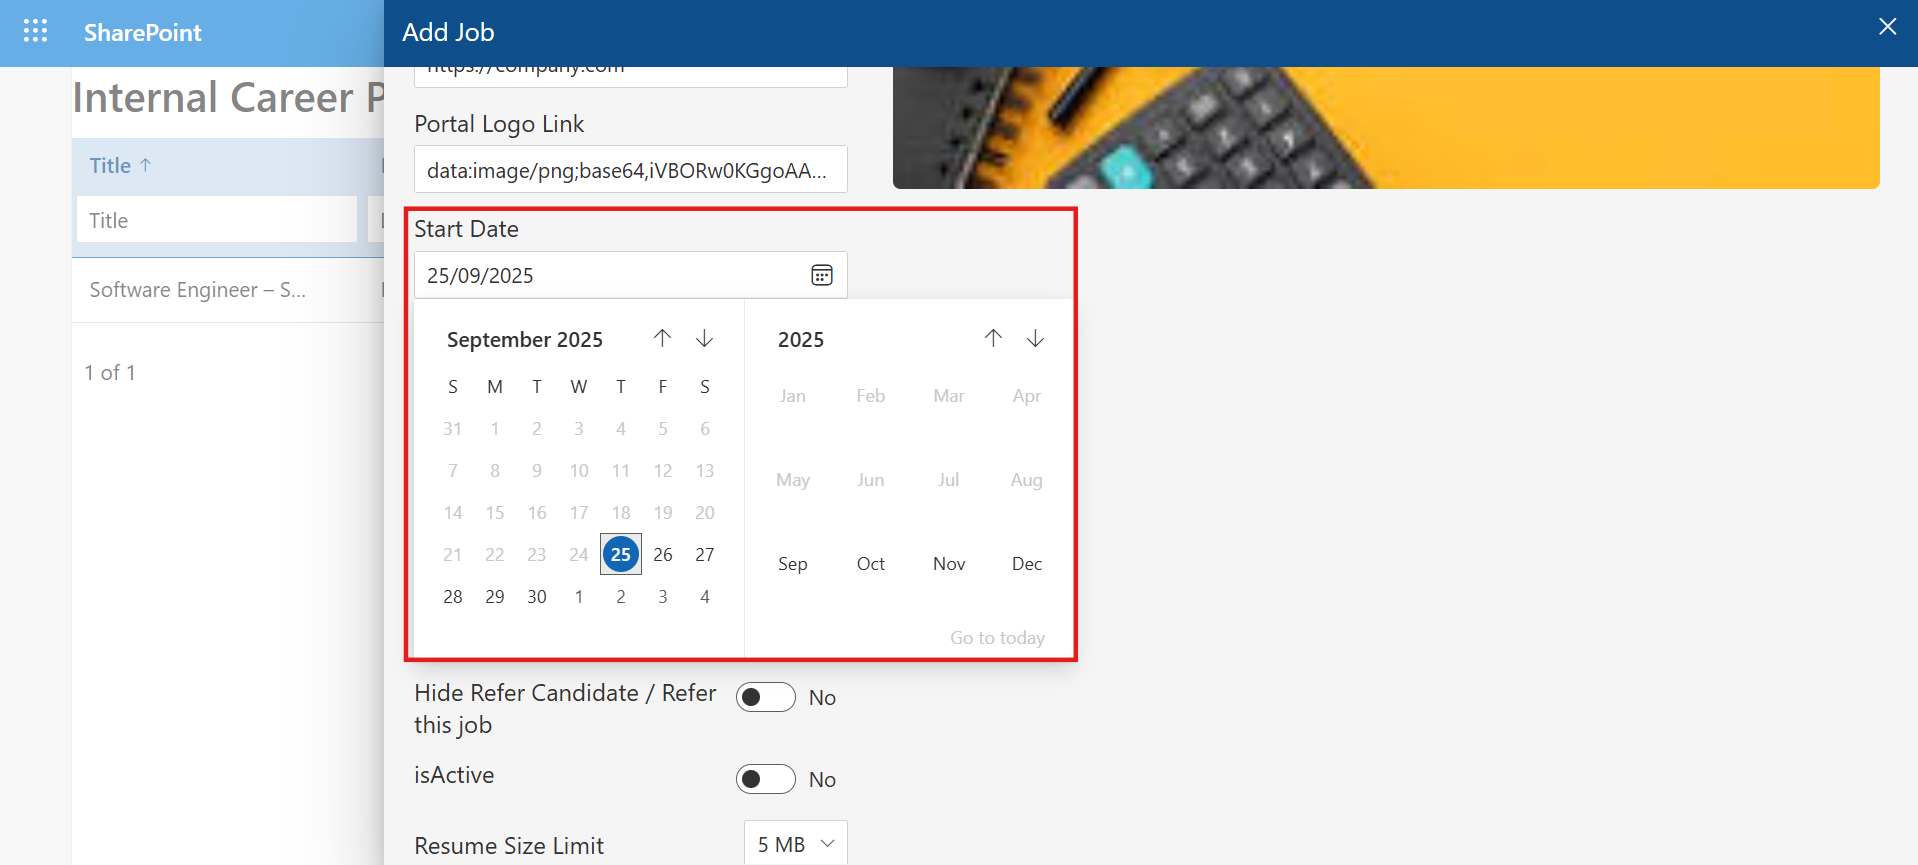 SharePoint
Add Job
Internal Career P
https://company.com
Portal Logo Link
Title ↑
data:image/png;base64,iVBORw0KGgoAA...
Title
Start Date
25/09/2025
Software Engineer – S...
September 2025
2025
1 of 1
S M T W T F S
31 1 2 3 4 5 6
7 8 9 10 11 12 13
14 15 16 17 18 19 20
21 22 23 24 25 26 27
28 29 30 1 2 3 4
Jan Feb Mar Apr
May Jun Jul Aug
Sep Oct Nov Dec
Go to today
Hide Refer Candidate / Refer
this job
No
isActive
No
Resume Size Limit
5 MB